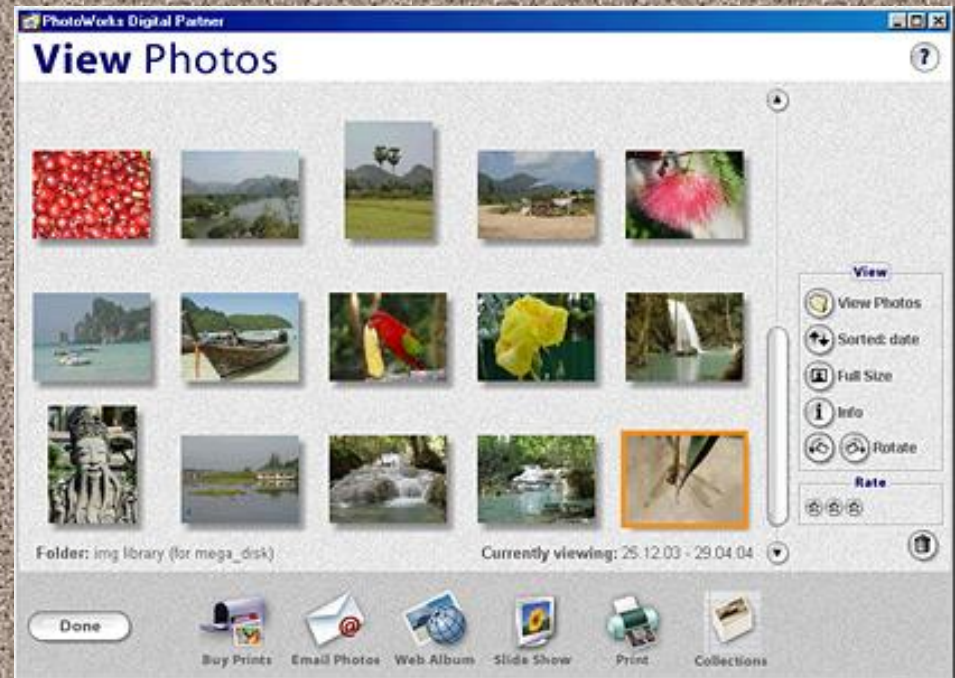 PhotoWorks Digital Partner
View Photos
?
View
View Photos
Sorted: date
Full Size
i Info
Rotate
Rate
Folder: img library (for mega_disk)
Currently viewing: 25.12.03 - 29.04.04
Done
Buy Prints
Email Photos
Web Album
Slide Show
Print
Collections